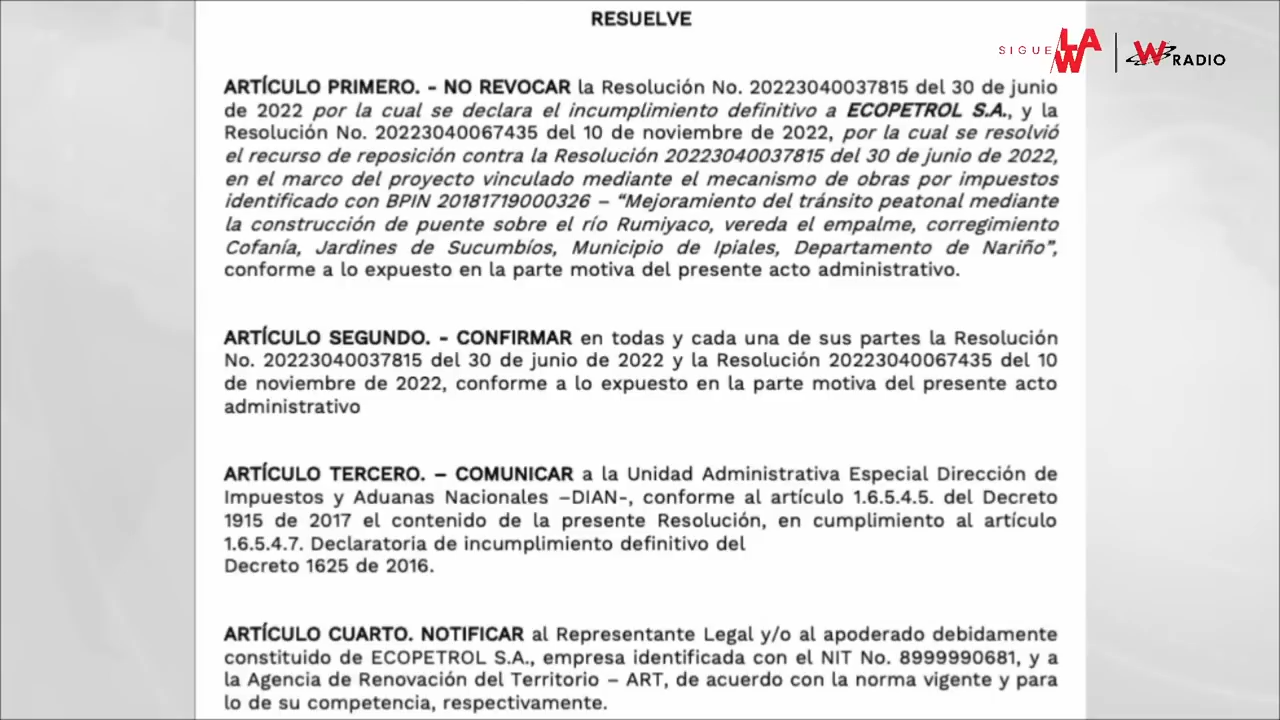 RESUELVE
SIGUE LA W
W RADIO
ARTÍCULO PRIMERO. - NO REVOCAR la Resolución No. 20223040037815 del 30 de junio
de 2022 por la cual se declara el incumplimiento definitivo a ECOPETROL S.A., y la
Resolución No. 20223040067435 del 10 de noviembre de 2022, por la cual se resolvió
el recurso de reposición contra la Resolución 20223040037815 del 30 de junio de 2022,
en el marco del proyecto vinculado mediante el mecanismo de obras por impuestos
identificado con BPIN 20181719000326 – “Mejoramiento del tránsito peatonal mediante
la construcción de puente sobre el río Rumiyaco, vereda el empalme, corregimiento
Cofanía, Jardines de Sucumbíos, Municipio de Ipiales, Departamento de Nariño”,
conforme a lo expuesto en la parte motiva del presente acto administrativo.
ARTÍCULO SEGUNDO. - CONFIRMAR en todas y cada una de sus partes la Resolución
No. 20223040037815 del 30 de junio de 2022 y la Resolución 20223040067435 del 10
de noviembre de 2022, conforme a lo expuesto en la parte motiva del presente acto
administrativo
ARTÍCULO TERCERO. – COMUNICAR a la Unidad Administrativa Especial Dirección de
Impuestos y Aduanas Nacionales –DIAN-, conforme al artículo 1.6.5.4.5. del Decreto
1915 de 2017 el contenido de la presente Resolución, en cumplimiento al artículo
1.6.5.4.7. Declaratoria de incumplimiento definitivo del
Decreto 1625 de 2016.
ARTÍCULO CUARTO. NOTIFICAR al Representante Legal y/o al apoderado debidamente
constituido de ECOPETROL S.A., empresa identificada con el NIT No. 8999990681, y a
la Agencia de Renovación del Territorio – ART, de acuerdo con la norma vigente y para
lo de su competencia, respectivamente.